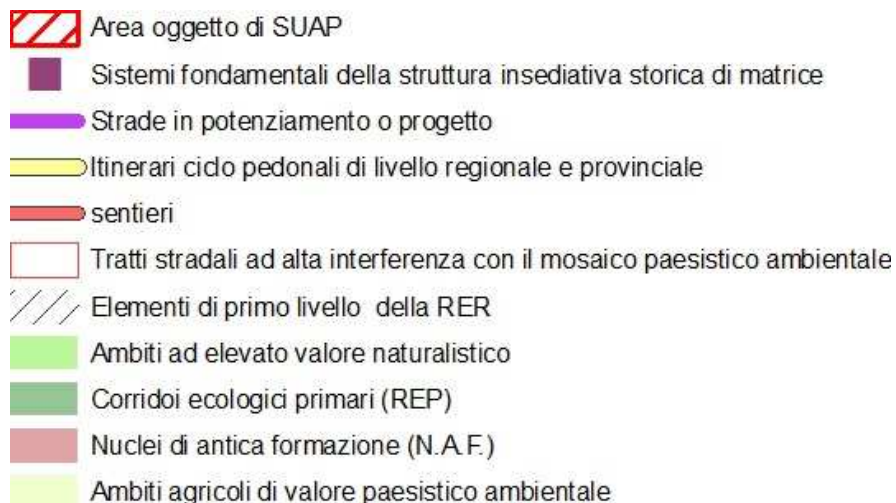 Area oggetto di SUAP
Sistemi fondamentali della struttura insediativa storica di matrice
Strade in potenziamento o progetto
Itinerari ciclo pedonali di livello regionale e provinciale
sentieri
Tratti stradali ad alta interferenza con il mosaico paesistico ambientale
Elementi di primo livello della RER
Ambiti ad elevato valore naturalistico
Corridoi ecologici primari (REP)
Nuclei di antica formazione (N.A.F.)
Ambiti agricoli di valore paesistico ambientale